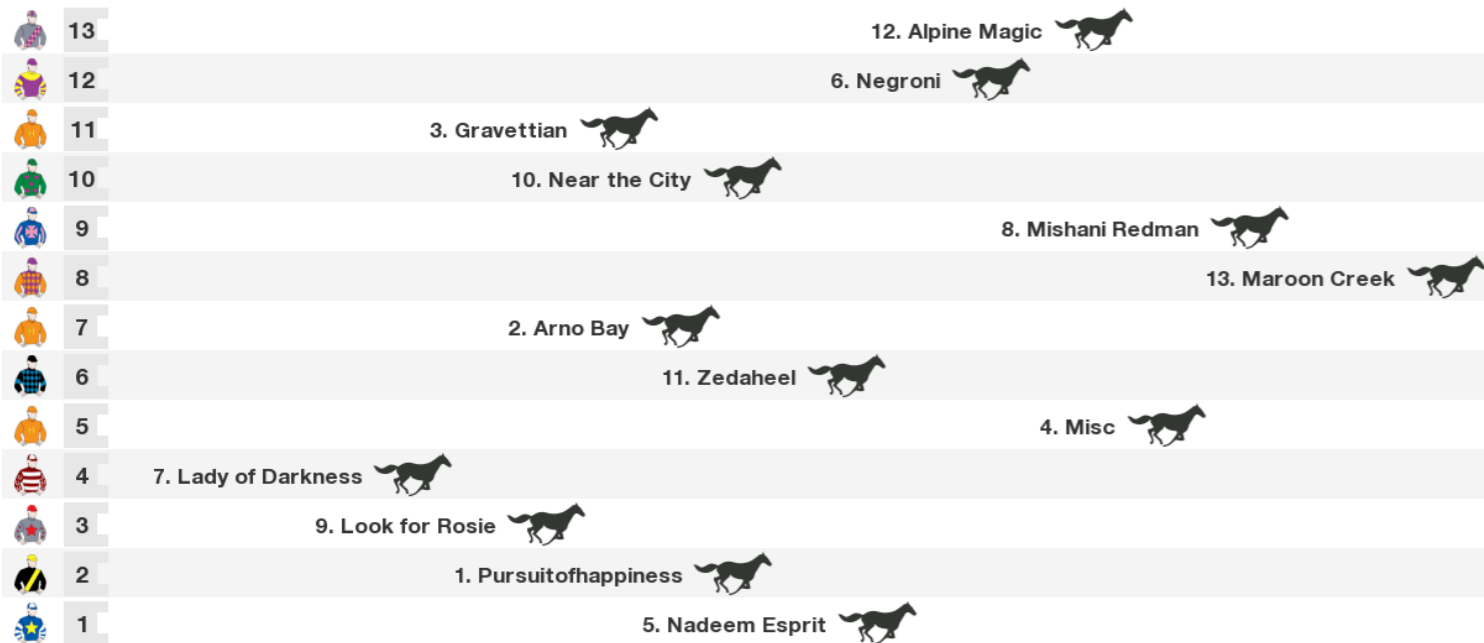 13 12. Alpine Magic
12 6. Negroni
11 3. Gravettian
10 10. Near the City
9 8. Mishani Redman
8 13. Maroon Creek
7 2. Arno Bay
6 11. Zedaheel
5 4. Misc
4 7. Lady of Darkness
3 9. Look for Rosie
2 1. Pursuitofhappiness
1 5. Nadeem Esprit